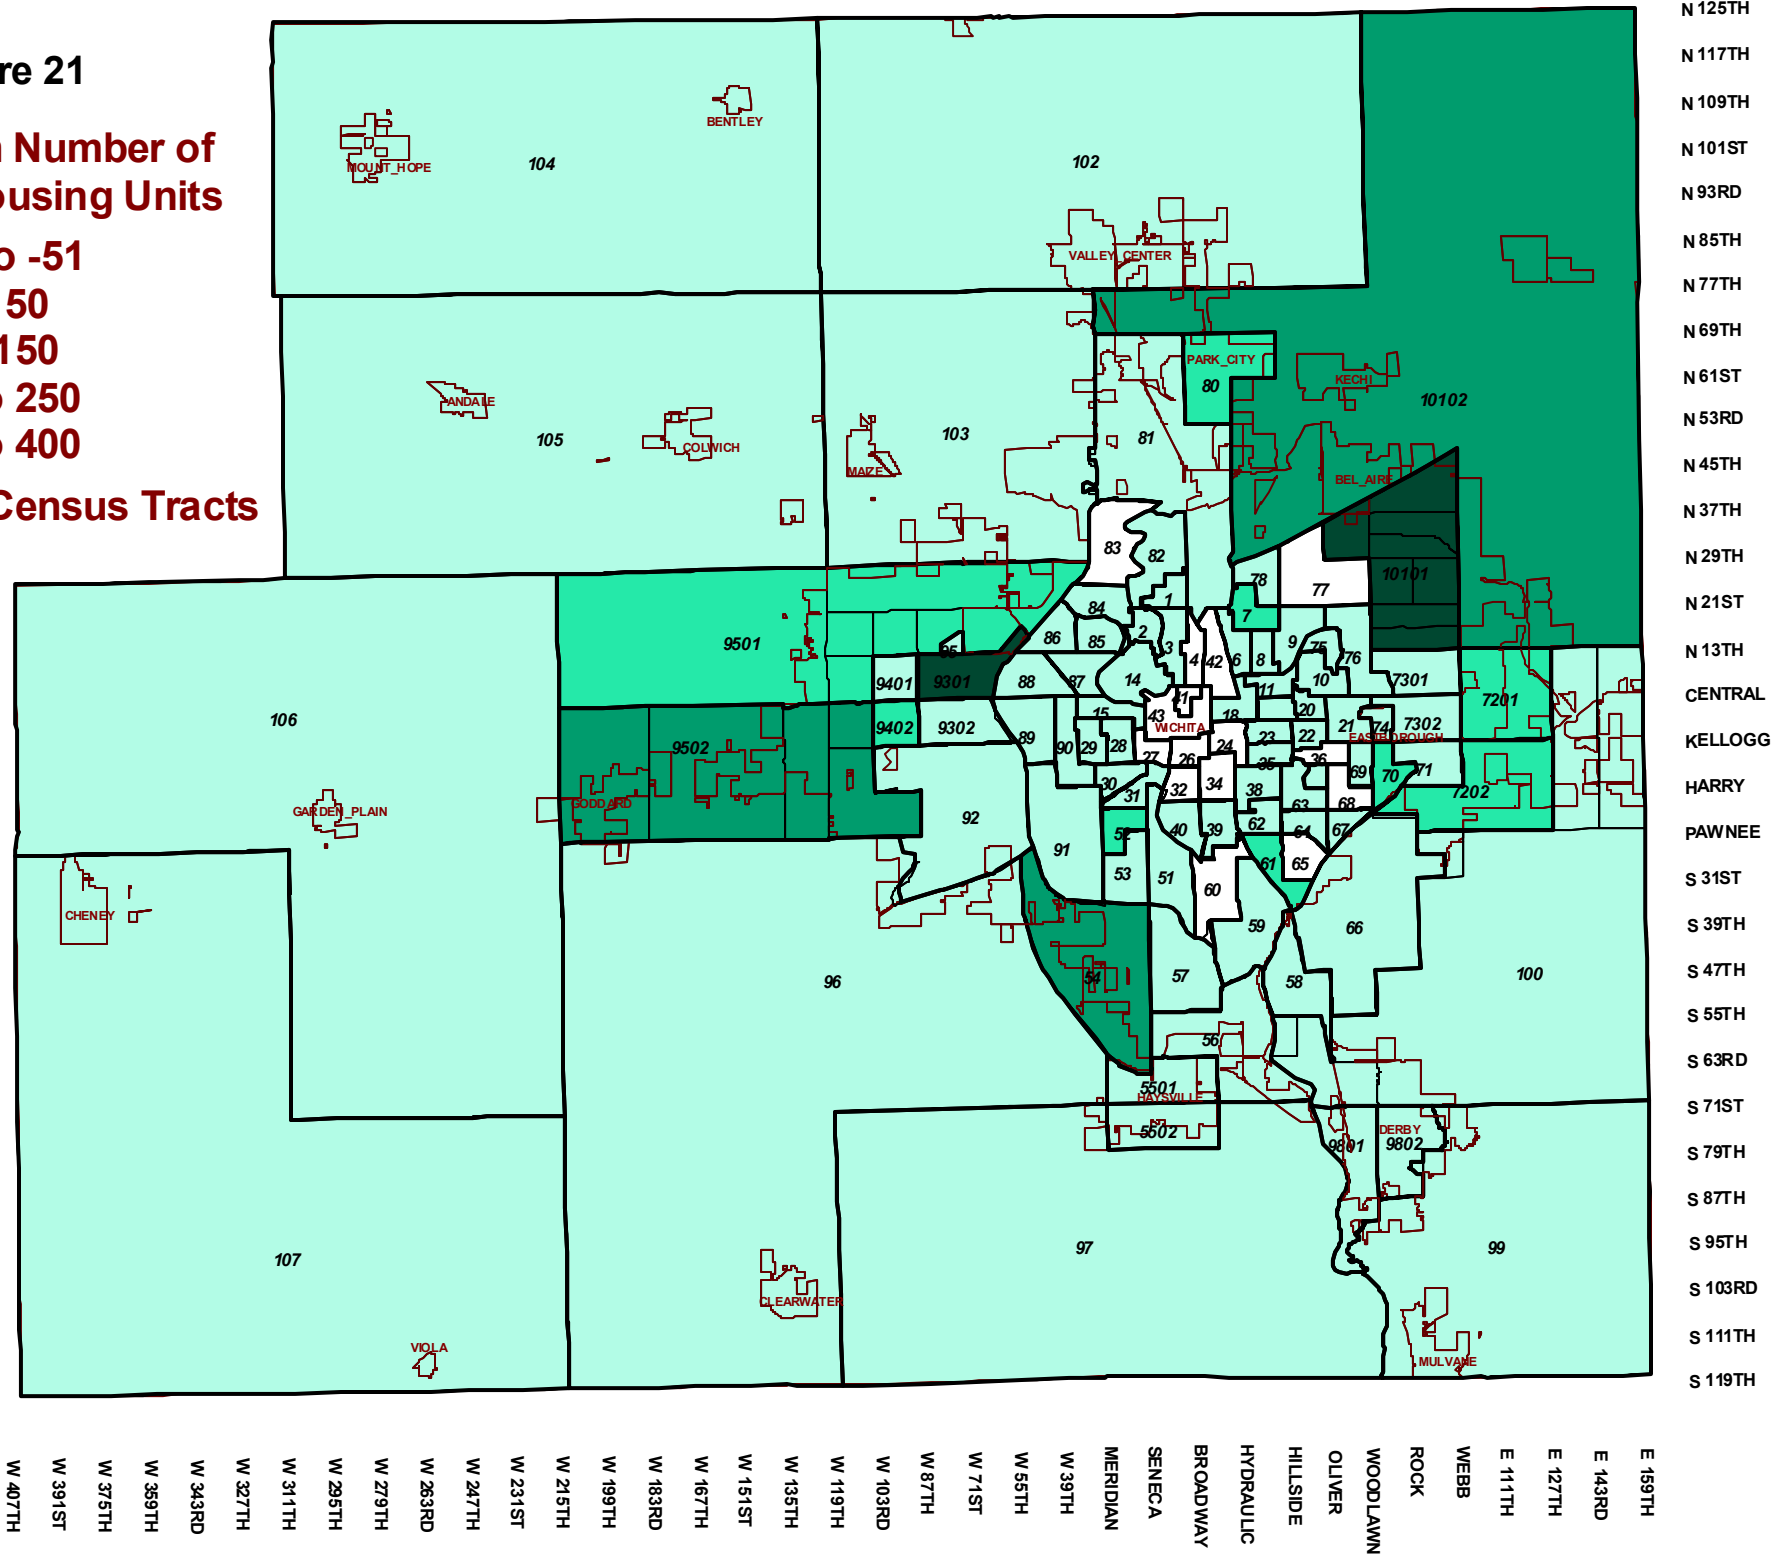 re 21
n Number of
ousing Units
o -51
50
150
o 250
o 400
Census Tracts
N 125TH
N 117TH
N 109TH
N 101ST
N 93RD
N 85TH
N 77TH
N 69TH
N 61ST
N 53RD
N 45TH
N 37TH
N 29TH
N 21ST
N 13TH
CENTRAL
KELLOGG
HARRY
PAWNEE
S 31ST
S 39TH
S 47TH
S 55TH
S 63RD
S 71ST
S 79TH
S 87TH
S 95TH
S 103RD
S 111TH
S 119TH
BENTLEY
MOUNT_HOPE
104
102
VALLEY_CENTER
PARK_CITY
80
KECHI
10102
ANDALE
105
COLWICH
103
MAIZE
81
BEL_AIRE
83
82
10101
78
77
7
1
84
2
86
85
3
9501
95
9
75
76
4
42
6
8
9401
9301
88
87
14
10
7301
11
41
7201
106
15
43
18
20
WICHITA
21
74
7302
9402
9302
89
90
29
28
23
22
EASTBOROUGH
9502
27
26
24
35
36
69
70
71
GODDARD
30
31
32
34
38
7202
GARDEN_PLAIN
92
63
68
52
40
39
62
64
67
91
61
65
53
51
60
CHENEY
59
66
96
54
57
58
100
56
5501
HAYSVILLE
5502
DERBY
9801
9802
107
97
99
CLEARWATER
VIOLA
MULVANE
W 407TH
W 391ST
W 375TH
W 359TH
W 343RD
W 327TH
W 311TH
W 295TH
W 279TH
W 263RD
W 247TH
W 231ST
W 215TH
W 199TH
W 183RD
W 167TH
W 151ST
W 135TH
W 119TH
W 103RD
W 87TH
W 71ST
W 55TH
W 39TH
MERIDIAN
SENECA
BROADWAY
HYDRAULIC
HILLSIDE
OLIVER
WOODLAWN
ROCK
WEBB
E 111TH
E 127TH
E 143RD
E 159TH